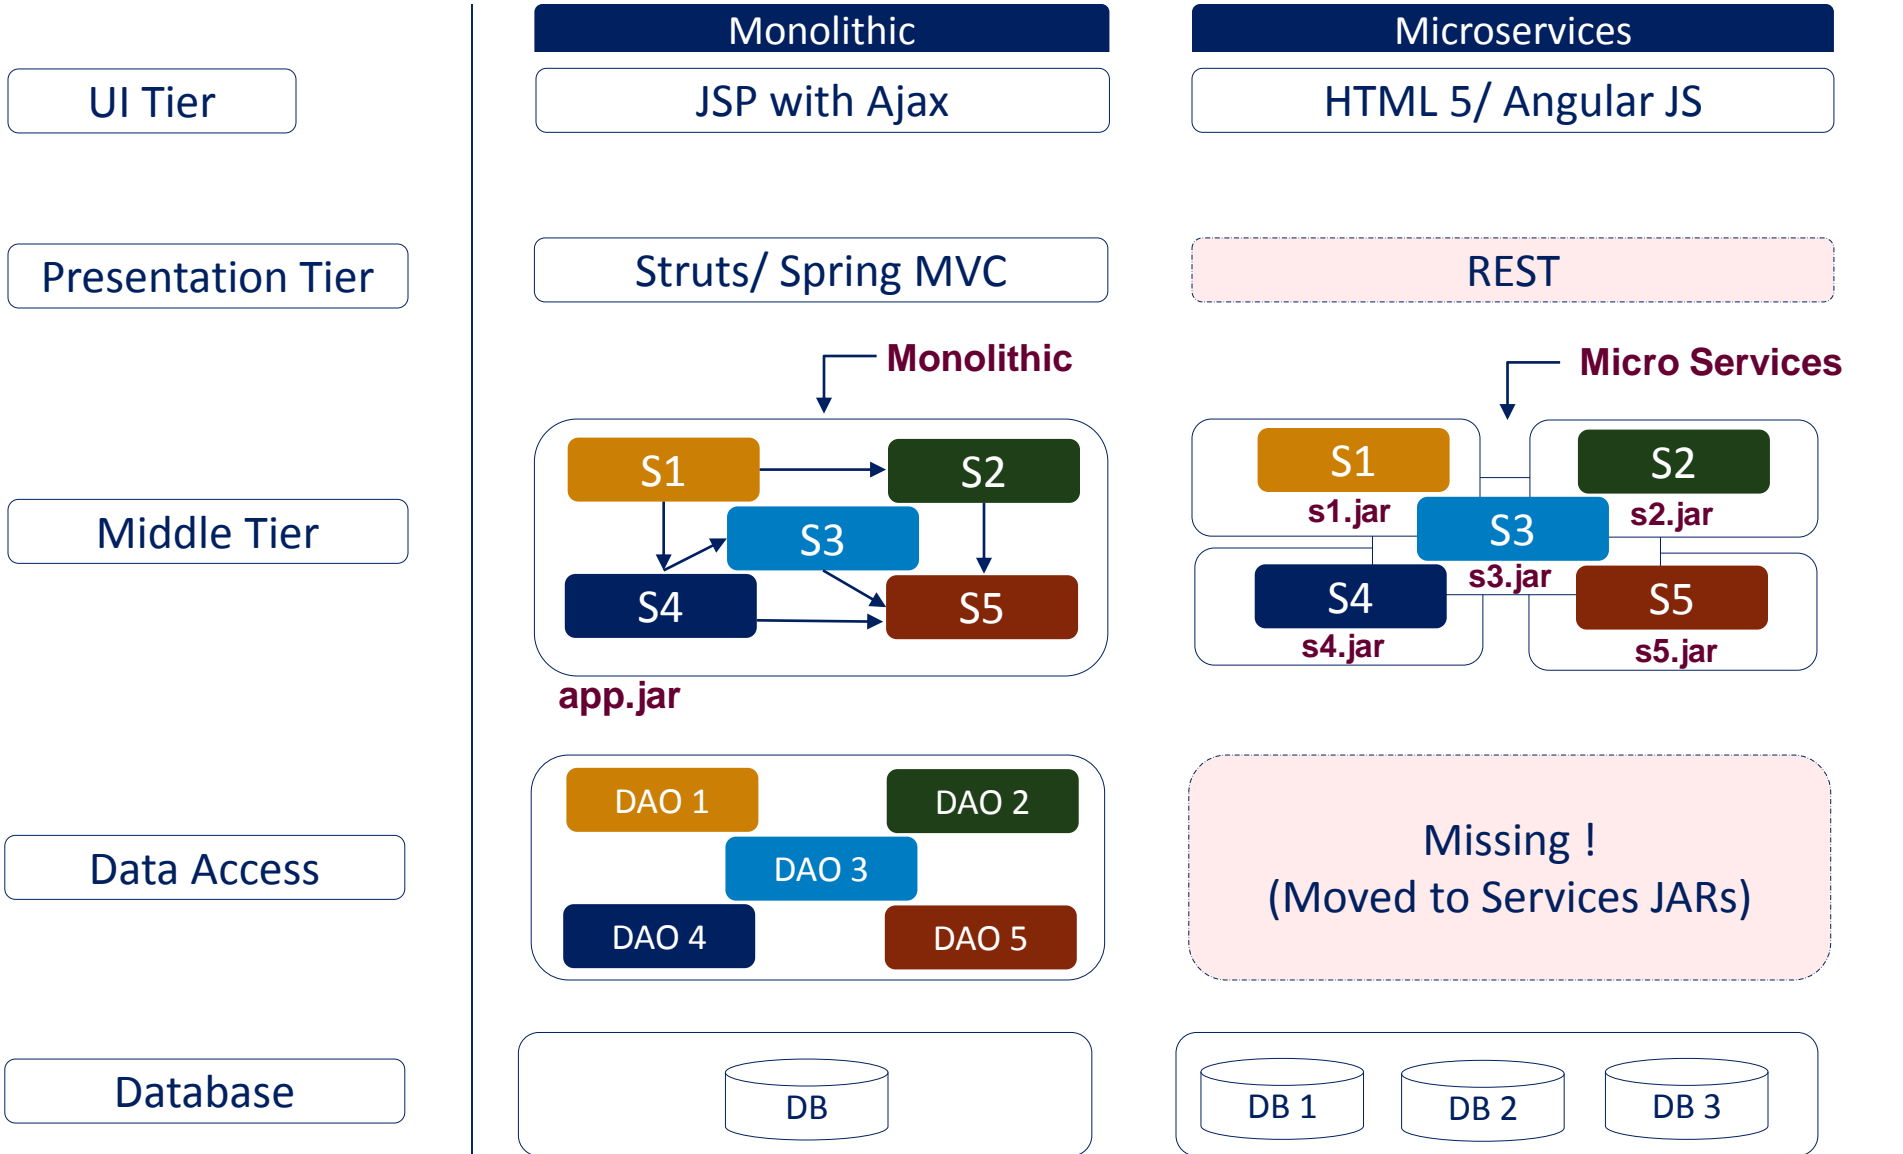 Monolithic
Microservices
UI Tier
JSP with Ajax
HTML 5/ Angular JS
Presentation Tier
Struts/ Spring MVC
REST
Monolithic
Micro Services
Middle Tier
S1
S2
S3
S4
S5
app.jar
S1
s1.jar
S2
s2.jar
S3
s3.jar
S4
s4.jar
S5
s5.jar
Data Access
DAO 1
DAO 2
DAO 3
DAO 4
DAO 5
Missing !
(Moved to Services JARs)
Database
DB
DB 1
DB 2
DB 3